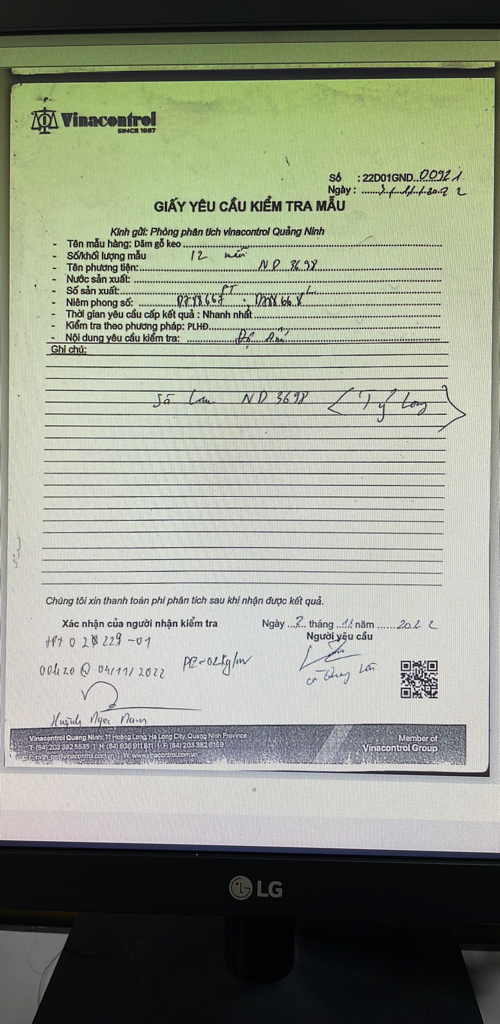 Vinacontrol
SINCE 1957
Số : 22D01GND..00921
Ngày :
GIẤY YÊU CẦU KIỂM TRA MẪU
Kính gửi: Phòng phân tích vinacontrol Quảng Ninh
- Tên mẫu hàng: Dăm gỗ keo
- Số/khối lượng mẫu 12 mẫu
- Tên phương tiện: ND 3698
- Nước sản xuất:
- Số sản xuất:
- Niêm phong số:
- Thời gian yêu cầu cấp kết quả : Nhanh nhất
- Kiểm tra theo phương pháp: PLHĐ
- Nội dung yêu cầu kiểm tra: Độ ẩm
Ghi chú:
ND 3698
Chúng tôi xin thanh toán phí phân tích sau khi nhận được kết quả.
Xác nhận của người nhận kiểm tra
Ngày 3 tháng 11 năm 2022
Người yêu cầu
00h20 @ 04/11/2022
Huỳnh Ngọc Nam
Vinacontrol Quảng Ninh: 11 Hoàng Long, Hạ Long City, Quảng Ninh Province
Member of
Vinacontrol Group
LG